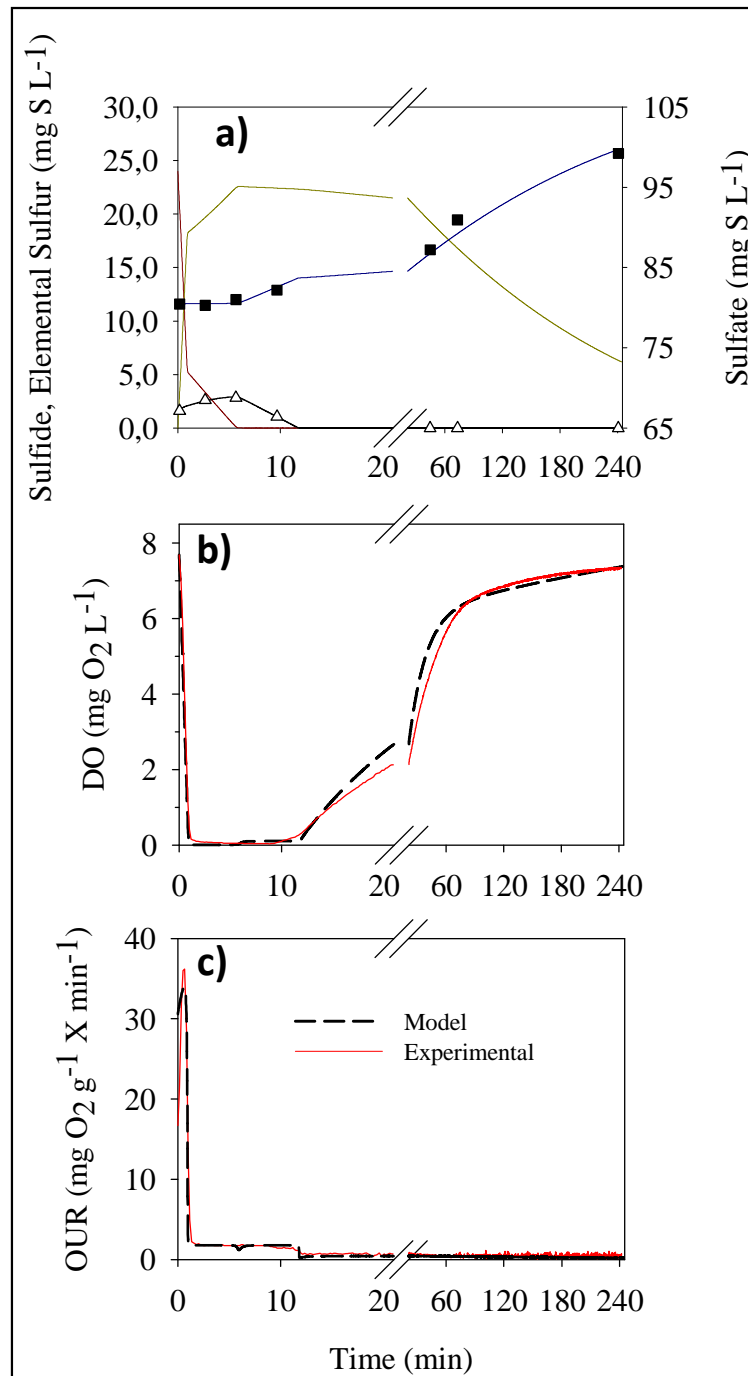 a)
Sulfide, Elemental Sulfur (mg S L-1)
30,0
25,0
20,0
15,0
10,0
5,0
0,0
105
95
85
75
65
Sulfate (mg S L-1)
0 10 20 60 120 180 240
b)
DO (mg O2 L-1)
8
6
4
2
0
0 10 20 60 120 180 240
c)
OUR (mg O2 g-1 X min-1)
40
30
20
10
0
Model
Experimental
0 10 20 60 120 180 240
Time (min)